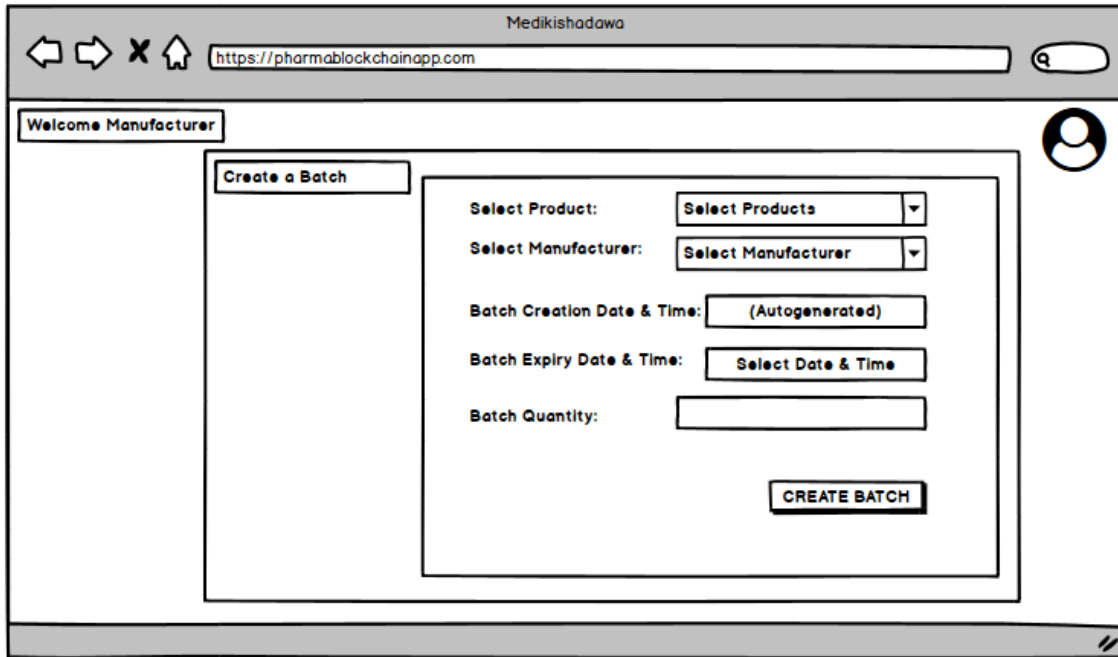 Medikishadawa
https://pharmablockchainapp.com
Welcome Manufacturer
Create a Batch
Select Product: Select Products
Select Manufacturer: Select Manufacturer
Batch Creation Date & Time: (Autogenerated)
Batch Expiry Date & Time: Select Date & Time
Batch Quantity:
CREATE BATCH